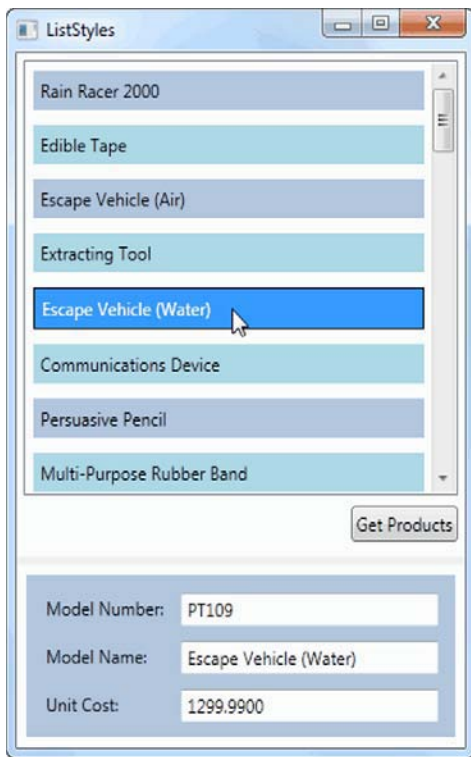 ListStyles
Rain Racer 2000
Edible Tape
Escape Vehicle (Air)
Extracting Tool
Escape Vehicle (Water)
Communications Device
Persuasive Pencil
Multi-Purpose Rubber Band
Get Products
Model Number: PT109
Model Name: Escape Vehicle (Water)
Unit Cost: 1299.9900